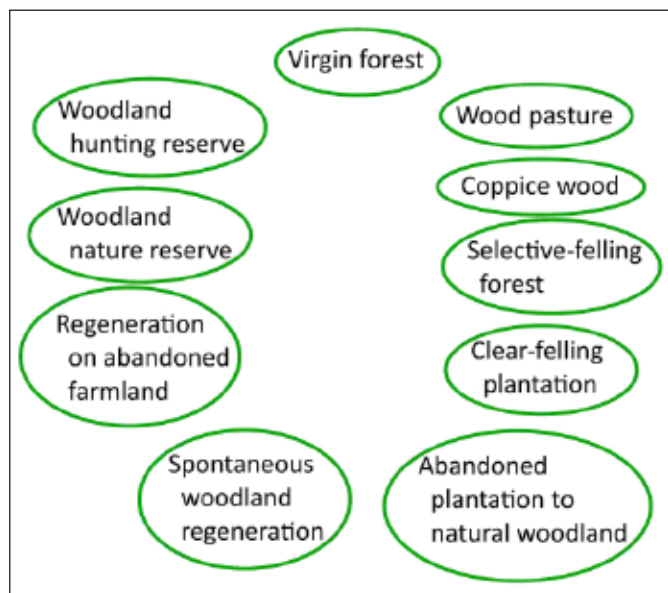 Virgin forest
Woodland
hunting reserve
Wood pasture
Coppice wood
Woodland
nature reserve
Selective-felling
forest
Regeneration
on abandoned
farmland
Clear-felling
plantation
Spontaneous
woodland
regeneration
Abandoned
plantation to
natural woodland